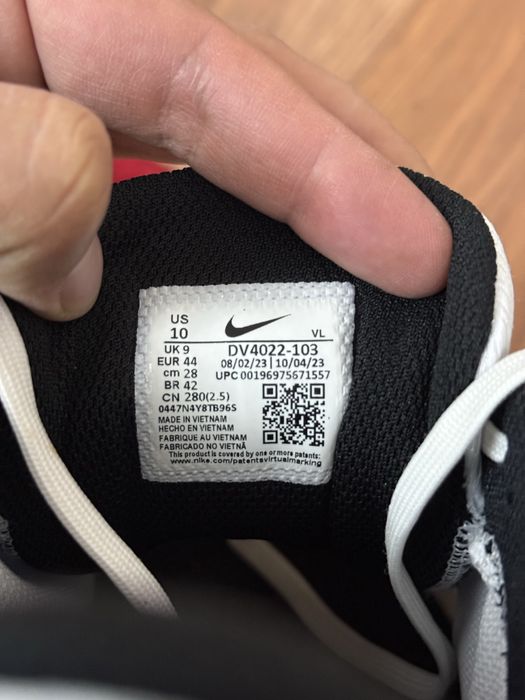 US
10
VL
UK 9
DV4022-103
EUR 44
08/02/23 | 10/04/23
cm 28
UPC 00196975671557
BR 42
CN 280(2.5)
0447N4Y8TB96S
MADE IN VIETNAM
HECHO EN VIETNAM
FABRIQUE AU VIETNAM
FABRICADO NO VIETNÃ
This product is covered by one or more patents:
www.nike.com/patentsvirtualmarking